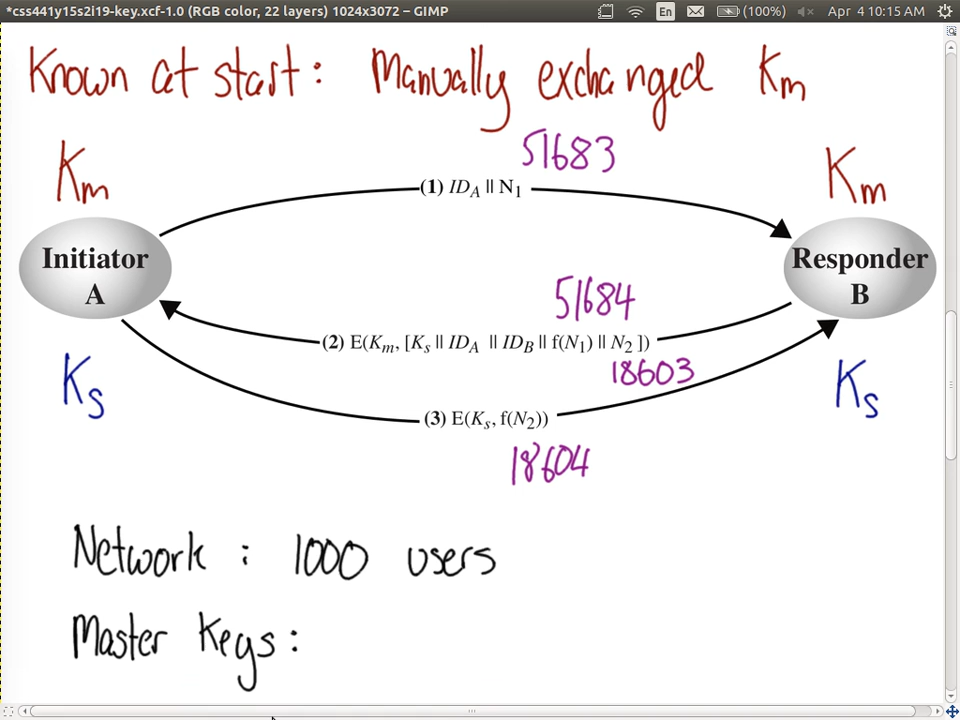 *css441y15s2i19-key.xcf-1.0 (RGB color, 22 layers) 1024x3072 – GIMP En (100%) Apr 4 10:15 AM
Known at start: Manually exchanged Km
51683
Km Km
(1) IDA || N1
Initiator A
Responder B
51684
(2) E(Km, [Ks || IDA || IDB || f(N1) || N2 ])
18603
Ks Ks
(3) E(Ks, f(N2))
18604
Network : 1000 users
Master Keys: